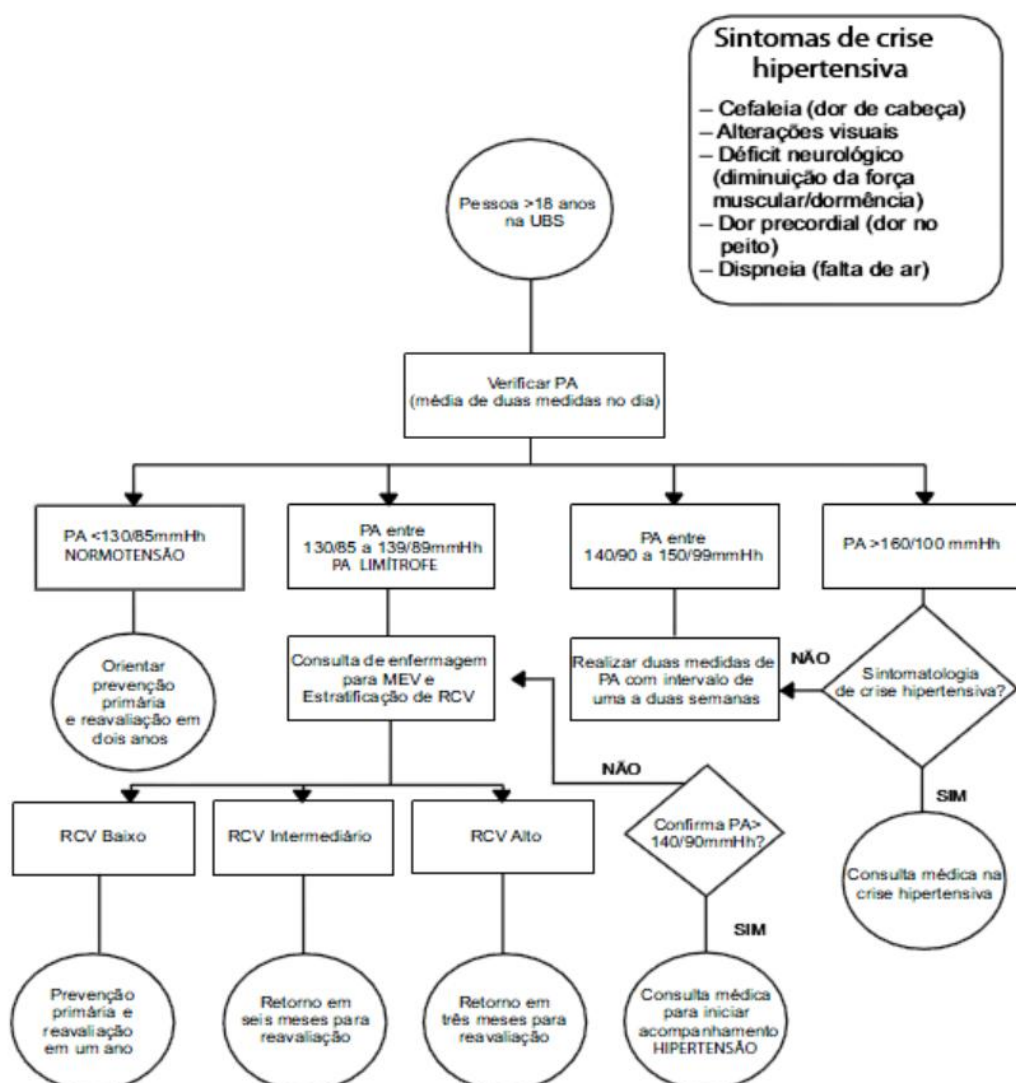 Sintomas de crise
hipertensiva
– Cefaleia (dor de cabeça)
– Alterações visuais
– Déficit neurológico
(diminuição da força
muscular/dormência)
– Dor precordial (dor no
peito)
– Dispneia (falta de ar)
Pessoa >18 anos
na UBS
Verificar PA
(média de duas medidas no dia)
PA <130/85mmHh
NORMOTENSÃO
PA entre
130/85 a 139/89mmHh
PA LIMÍTROFE
PA entre
140/90 a 150/99mmHh
PA >160/100 mmHh
Orientar
prevenção
primária
e reavaliação em
dois anos
Consulta de enfermagem
para MEV e
Estratificação de RCV
Realizar duas medidas de
PA com intervalo de
uma a duas semanas
NÃO
Sintomatologia
de crise hipertensiva?
NÃO
SIM
RCV Baixo
RCV Intermediário
RCV Alto
Confirma PA>
140/90mmHh?
Consulta médica na
crise hipertensiva
SIM
Prevenção
primária e
reavaliação
em um ano
Retorno em
seis meses para
reavaliação
Retorno em
três meses para
reavaliação
Consulta médica
para iniciar
acompanhamento
HIPERTENSÃO